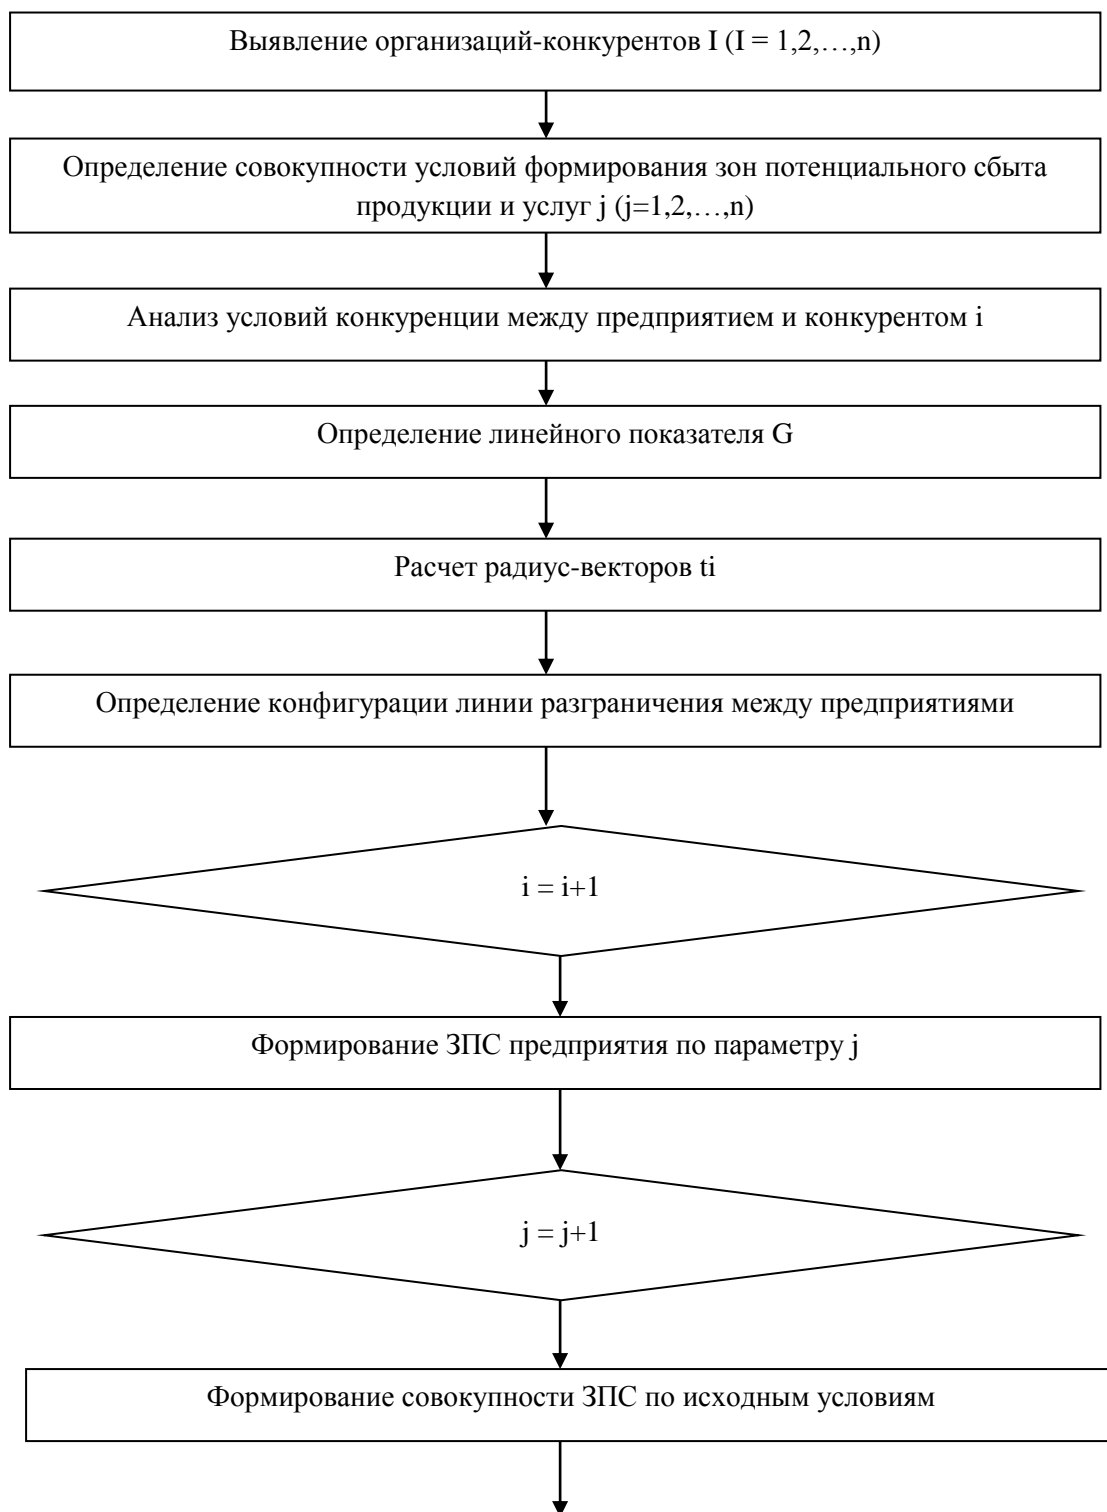 Выявление организаций-конкурентов I (I = 1,2,…,n)
Определение совокупности условий формирования зон потенциального сбыта
продукции и услуг j (j=1,2,…,n)
Анализ условий конкуренции между предприятием и конкурентом i
Определение линейного показателя G
Расчет радиус-векторов ti
Определение конфигурации линии разграничения между предприятиями
i = i+1
Формирование ЗПС предприятия по параметру j
j = j+1
Формирование совокупности ЗПС по исходным условиям